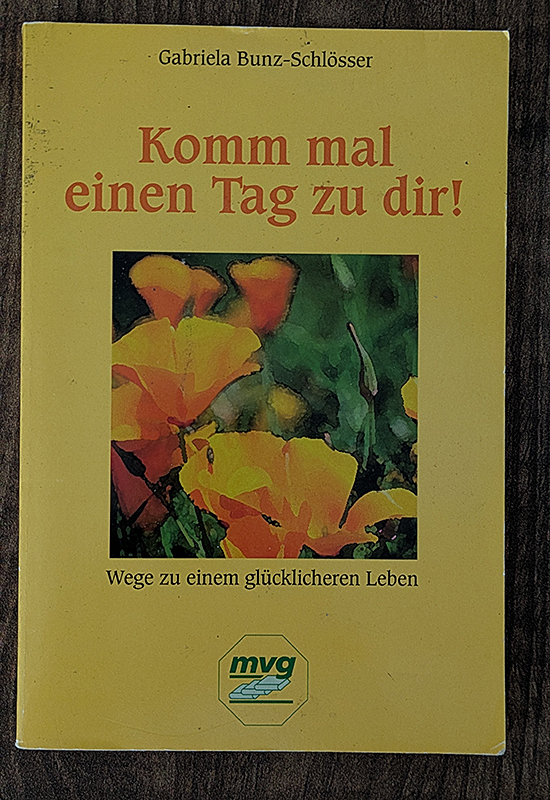 Gabriela Bunz-Schlösser
Komm mal
einen Tag zu dir!
Wege zu einem glücklicheren Leben
mvg